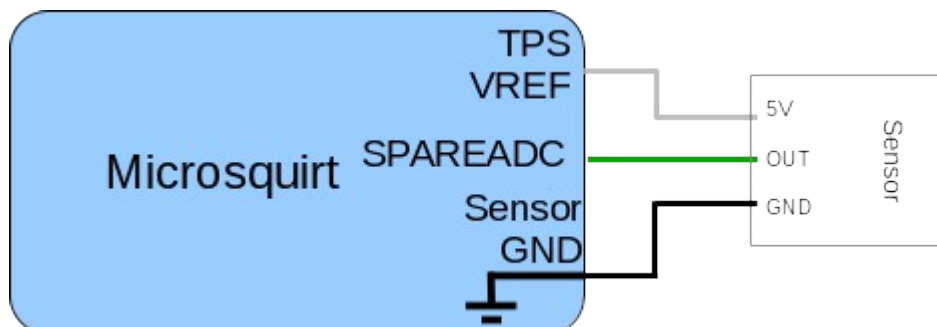 TPS
VREF
Microsquirt
SPAREADC
Sensor
GND
5V
OUT
GND
Sensor